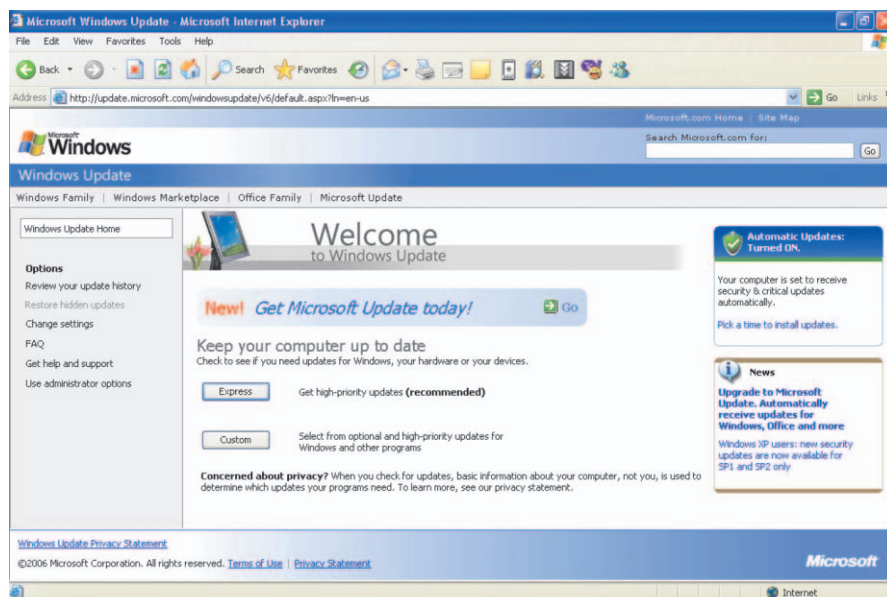 Microsoft Windows Update - Microsoft Internet Explorer
File Edit View Favorites Tools Help
Back Search Favorites
Address http://update.microsoft.com/windowsupdate/v6/default.aspx?ln=en-us Go Links
Microsoft.com Home | Site Map
Microsoft
Windows
Search Microsoft.com for:
Go
Windows Update
Windows Family | Windows Marketplace | Office Family | Microsoft Update
Windows Update Home
Options
Review your update history
Restore hidden updates
Change settings
FAQ
Get help and support
Use administrator options
Welcome
to Windows Update
New! Get Microsoft Update today! Go
Keep your computer up to date
Check to see if you need updates for Windows, your hardware or your devices.
Express Get high-priority updates (recommended)
Custom Select from optional and high-priority updates for
Windows and other programs
Concerned about privacy? When you check for updates, basic information about your computer, not you, is used to
determine which updates your programs need. To learn more, see our privacy statement.
Automatic Updates:
Turned ON.
Your computer is set to receive
security & critical updates
automatically.
Pick a time to install updates.
News
Upgrade to Microsoft
Update. Automatically
receive updates for
Windows, Office and more
Windows XP users: new security
updates are now available for
SP1 and SP2 only
Windows Update Privacy Statement
©2006 Microsoft Corporation. All rights reserved. Terms of Use | Privacy Statement
Microsoft
Internet